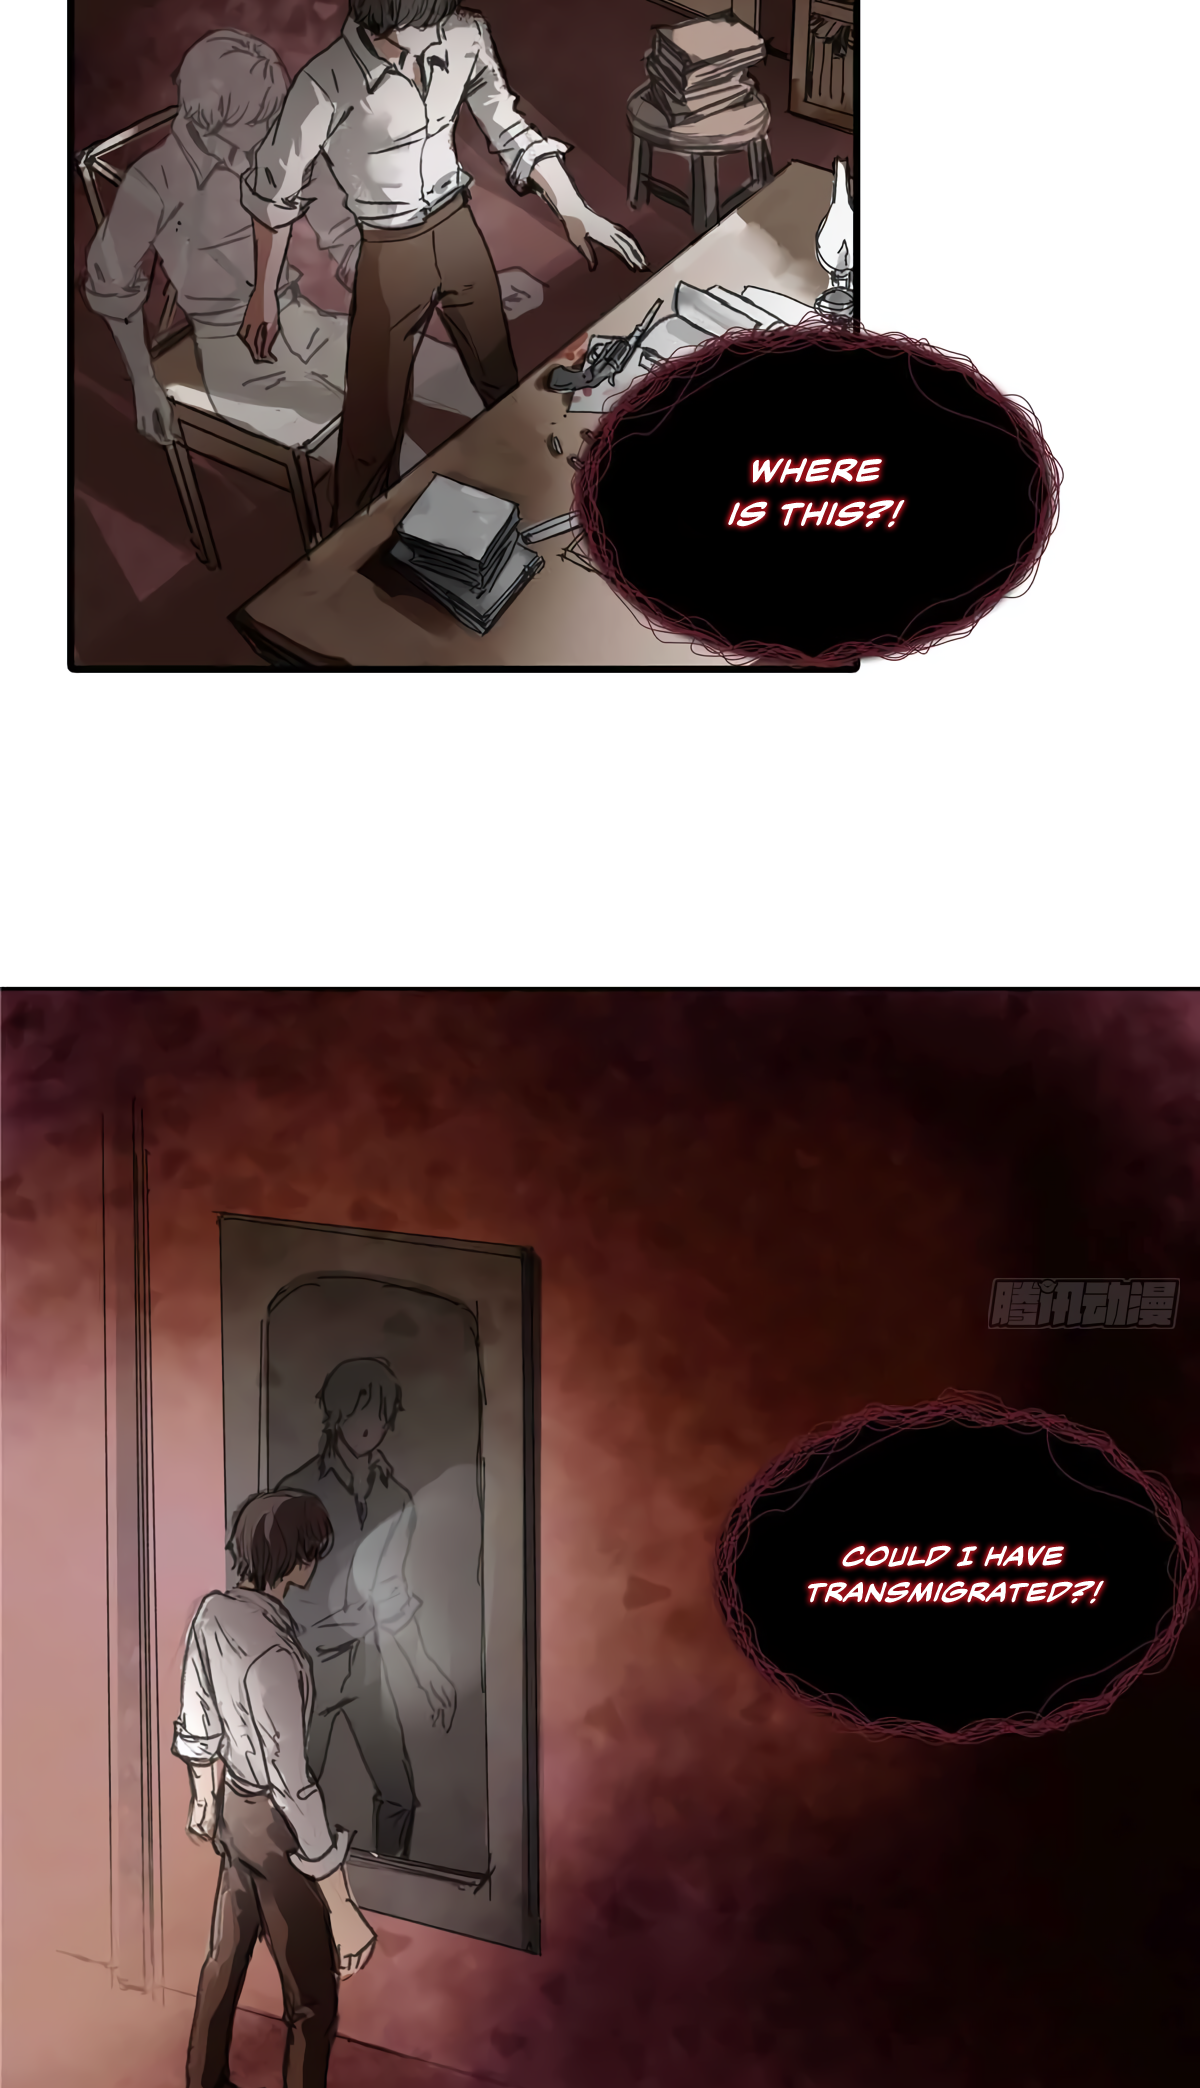 WHERE
IS THIS?!
腾讯动漫
COULD I HAVE
TRANSMIGRATED?!